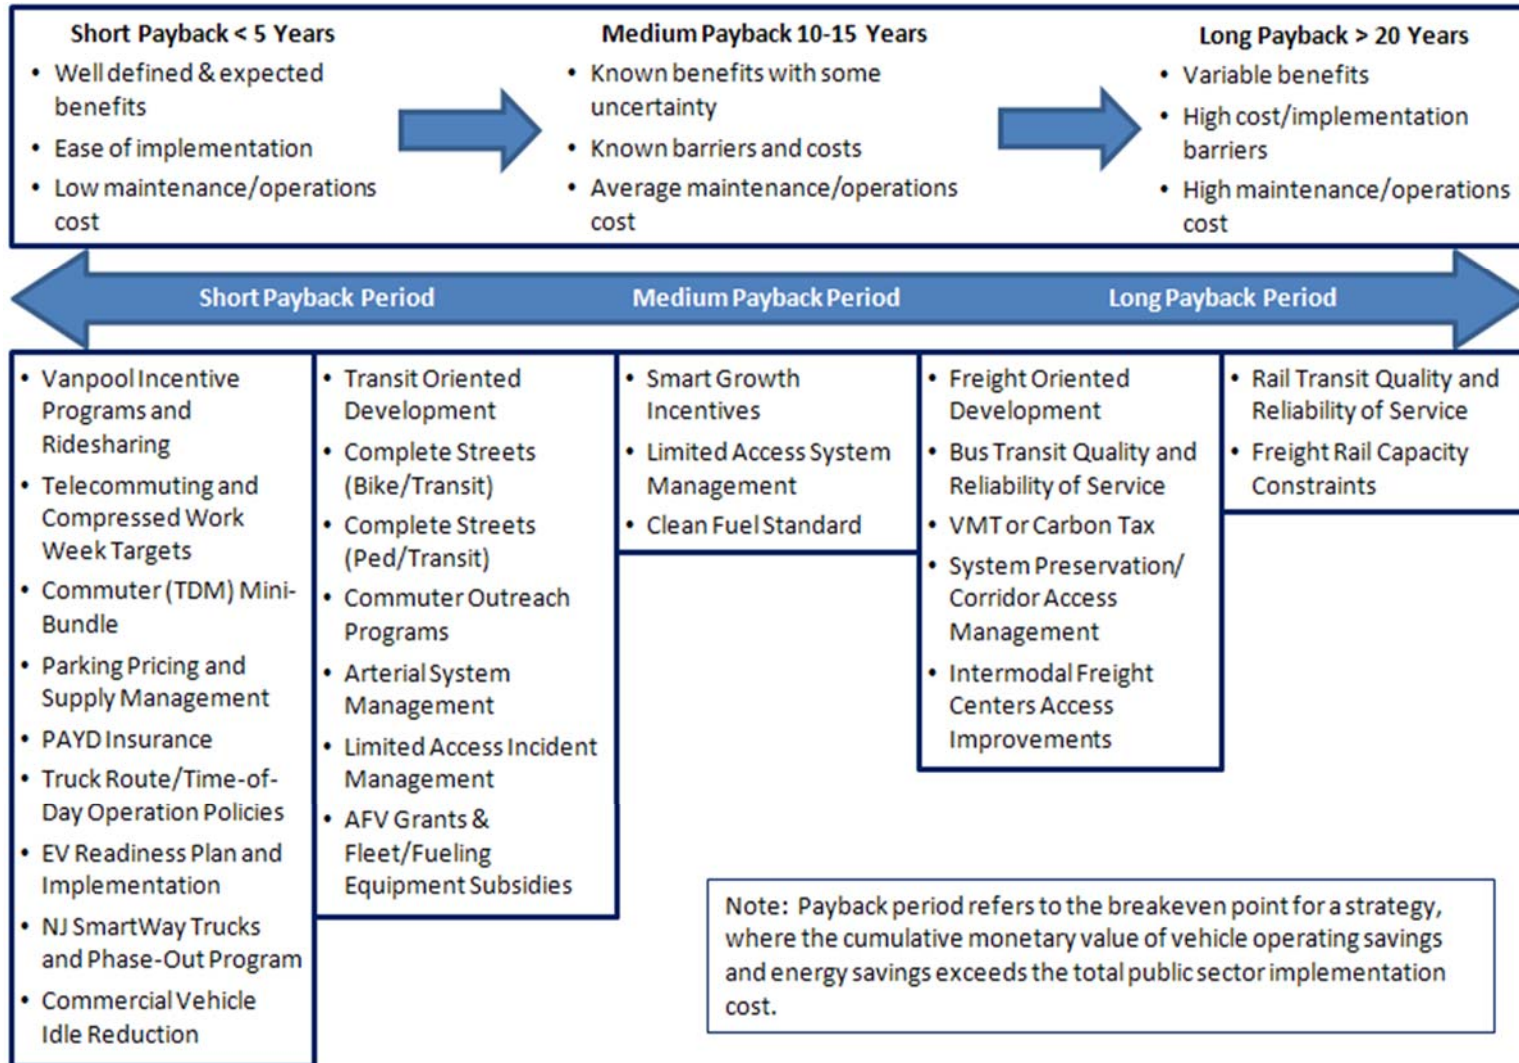 Short Payback < 5 Years
• Well defined & expected
benefits
• Ease of implementation
• Low maintenance/operations
cost
Medium Payback 10-15 Years
• Known benefits with some
uncertainty
• Known barriers and costs
• Average maintenance/operations
cost
Long Payback > 20 Years
• Variable benefits
• High cost/implementation
barriers
• High maintenance/operations
cost
Short Payback Period
Medium Payback Period
Long Payback Period
• Vanpool Incentive
Programs and
Ridesharing
• Telecommuting and
Compressed Work
Week Targets
• Commuter (TDM) Mini-
Bundle
• Parking Pricing and
Supply Management
• PAYD Insurance
• Truck Route/Time-of-
Day Operation Policies
• EV Readiness Plan and
Implementation
• NJ SmartWay Trucks
and Phase-Out Program
• Commercial Vehicle
Idle Reduction
• Transit Oriented
Development
• Complete Streets
(Bike/Transit)
• Complete Streets
(Ped/Transit)
• Commuter Outreach
Programs
• Arterial System
Management
• Limited Access Incident
Management
• AFV Grants &
Fleet/Fueling
Equipment Subsidies
• Smart Growth
Incentives
• Limited Access System
Management
• Clean Fuel Standard
• Freight Oriented
Development
• Bus Transit Quality and
Reliability of Service
• VMT or Carbon Tax
• System Preservation/
Corridor Access
Management
• Intermodal Freight
Centers Access
Improvements
• Rail Transit Quality and
Reliability of Service
• Freight Rail Capacity
Constraints
Note: Payback period refers to the breakeven point for a strategy,
where the cumulative monetary value of vehicle operating savings
and energy savings exceeds the total public sector implementation
cost.